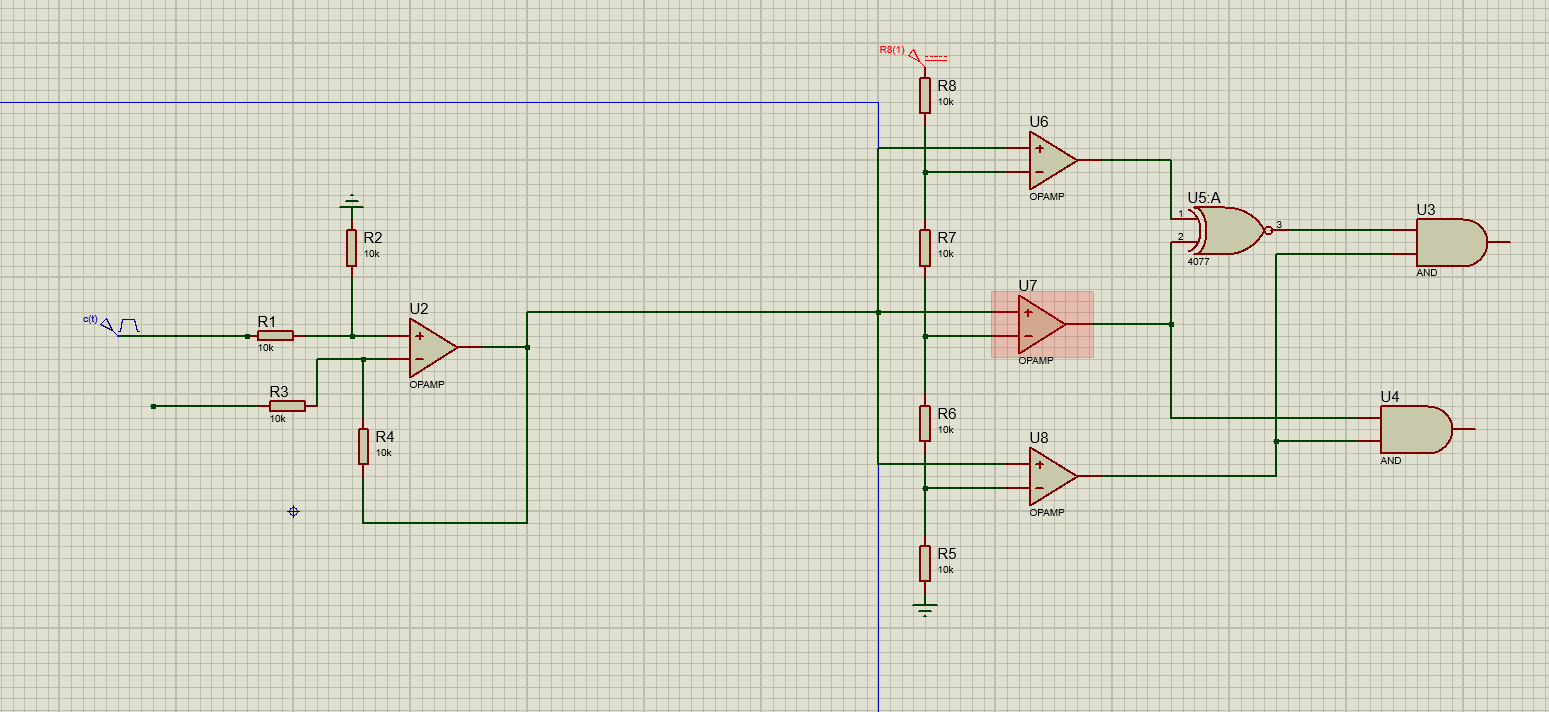 R8(1)
R8
10k
U6
+
−
OPAMP
U5:A
1
2
3
4077
U3
AND
R2
10k
R7
10k
c(t)
R1
10k
U2
+
−
OPAMP
U7
+
−
OPAMP
R3
10k
R4
10k
R6
10k
U8
+
−
OPAMP
U4
AND
R5
10k